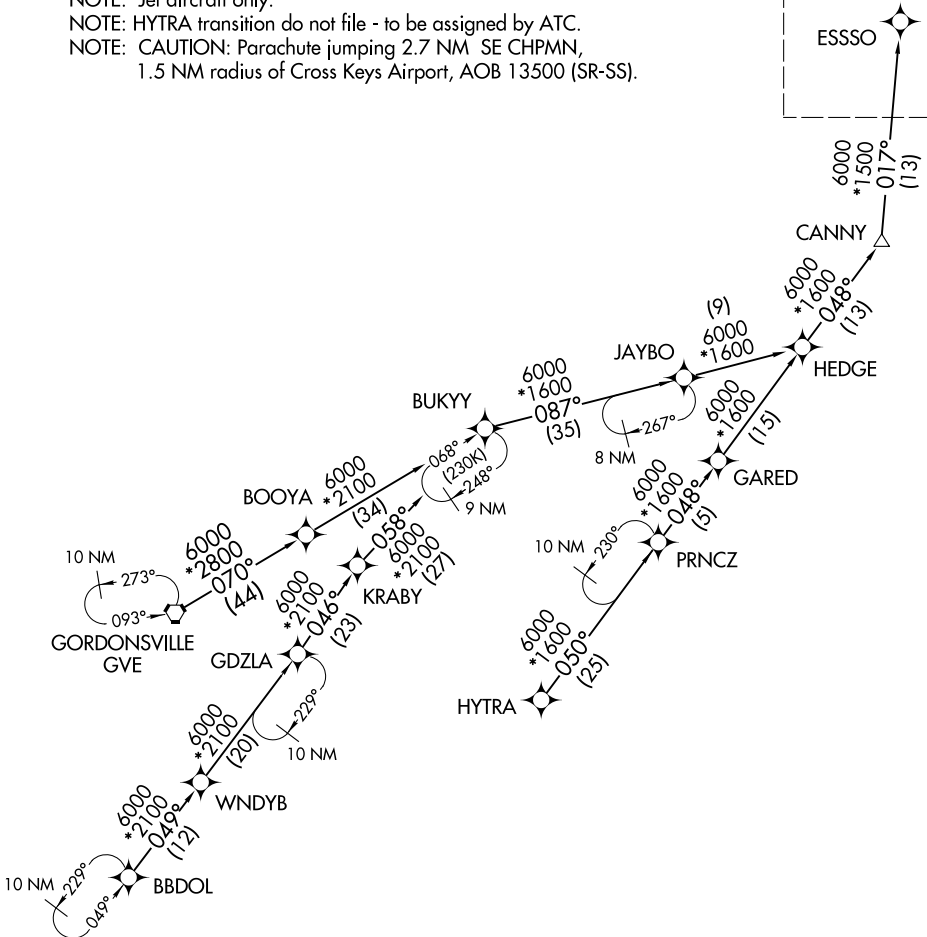 NOTE: Jet aircraft only.
NOTE: HYTRA transition do not file - to be assigned by ATC.
NOTE: CAUTION: Parachute jumping 2.7 NM SE CHPMN,
1.5 NM radius of Cross Keys Airport, AOB 13500 (SR-SS).
ESSSO
6000
*1500
017°
(13)
CANNY
6000
*1600
048°
(13)
(9)
6000
*1600
JAYBO
HEDGE
6000
*1600
087°
(35)
BUKYY
267°
8 NM
6000
*1600
(15)
068°
(230K)
248°
9 NM
GARED
BOOYA
6000
*2100
(34)
6000
*1600
048°
(5)
058°
6000
*2100
(27)
KRABY
10 NM
230°
PRNCZ
10 NM
273°
093°
6000
*2800
070°
(44)
GORDONSVILLE
GVE
6000
*2100
046°
(23)
GDZLA
6000
*1600
050°
(25)
HYTRA
229°
10 NM
6000
*2100
(20)
WNDYB
6000
*2100
049°
(12)
10 NM
229°
049°
BBDOL